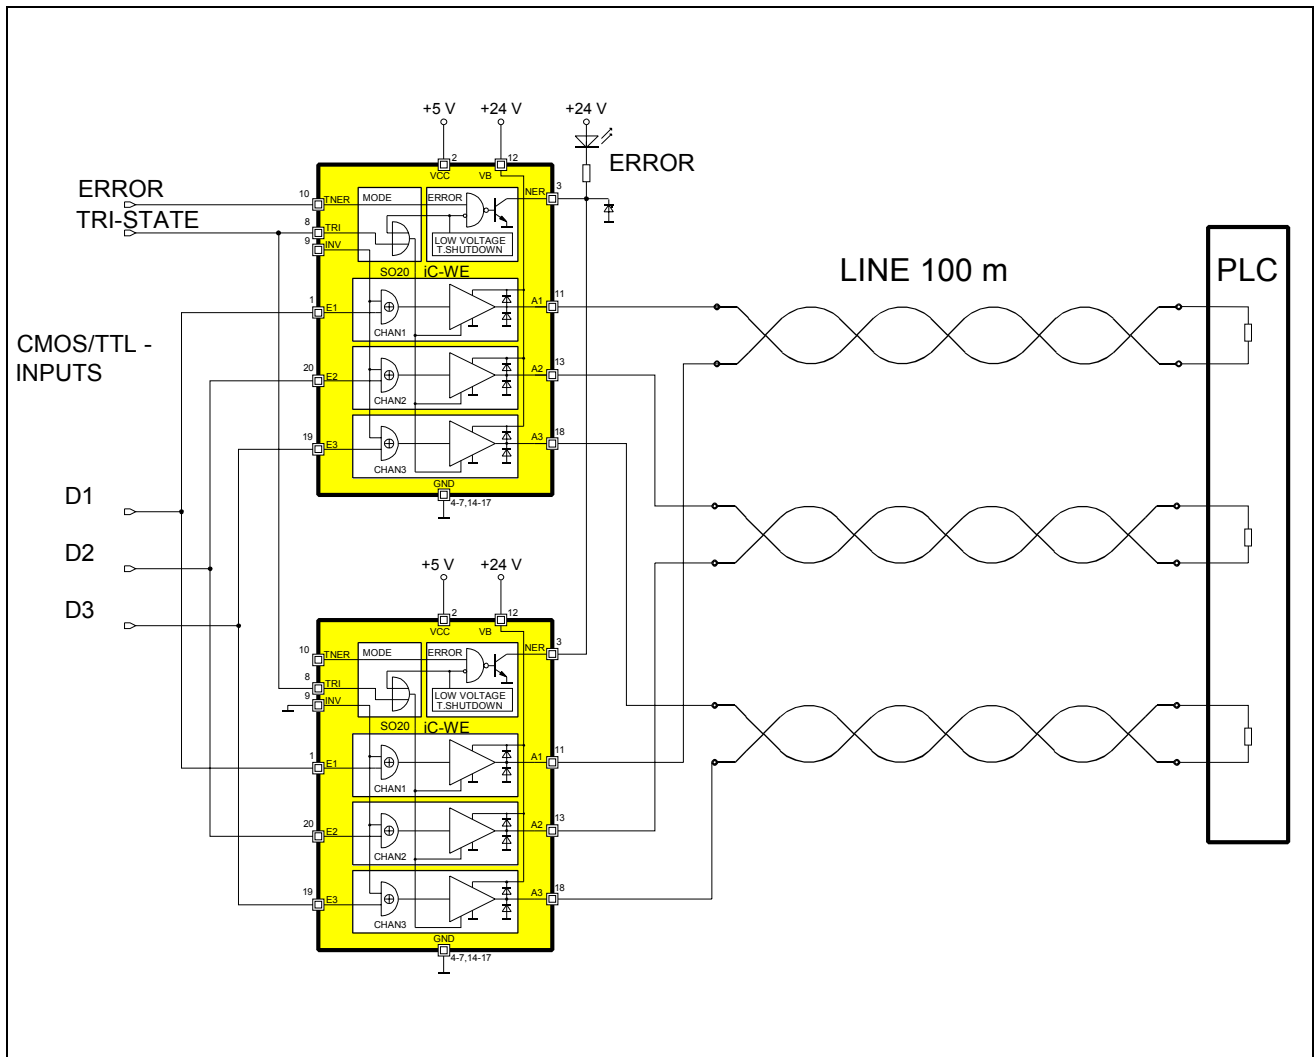 +5 V
+24 V
+24 V
2
12
VCC
VB
ERROR
ERROR
10
TNER
MODE
ERROR
NER
3
TRI-STATE
8
TRI
9
INV
LOW VOLTAGE
T.SHUTDOWN
SO20
iC-WE
LINE 100 m
PLC
1
E1
CHAN1
A1
11
CMOS/TTL -
INPUTS
20
E2
CHAN2
A2
13
19
E3
CHAN3
A3
18
GND
4-7,14-17
D1
D2
D3
+5 V
+24 V
2
12
VCC
VB
10
TNER
MODE
ERROR
NER
3
8
TRI
9
INV
LOW VOLTAGE
T.SHUTDOWN
SO20
iC-WE
1
E1
CHAN1
A1
11
20
E2
CHAN2
A2
13
19
E3
CHAN3
A3
18
GND
4-7,14-17